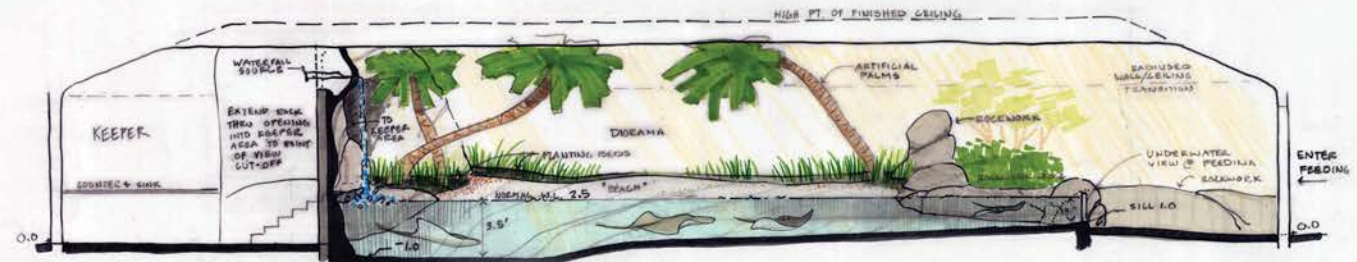 HIGH PT. OF FINISHED CEILING
WATERFALL
SOURCE
ARTIFICIAL
PALMS
RADIUSED
WALL/CEILING
TRANSITION
EXTEND ROCK
THRU OPENING
INTO KEEPER
AREA TO POINT
OF VIEW
CUT-OFF
TO
KEEPER
AREA
KEEPER
DIORAMA
ROCKWORK
PLANTING BEDS
UNDERWATER
VIEW @ FEEDING
ENTER
FEEDING
COUNTER & SINK
NORMAL W.L. 2.5
"BEACH"
ROCKWORK
SILL 1.0
3.5'
0.0
-1.0
0.0